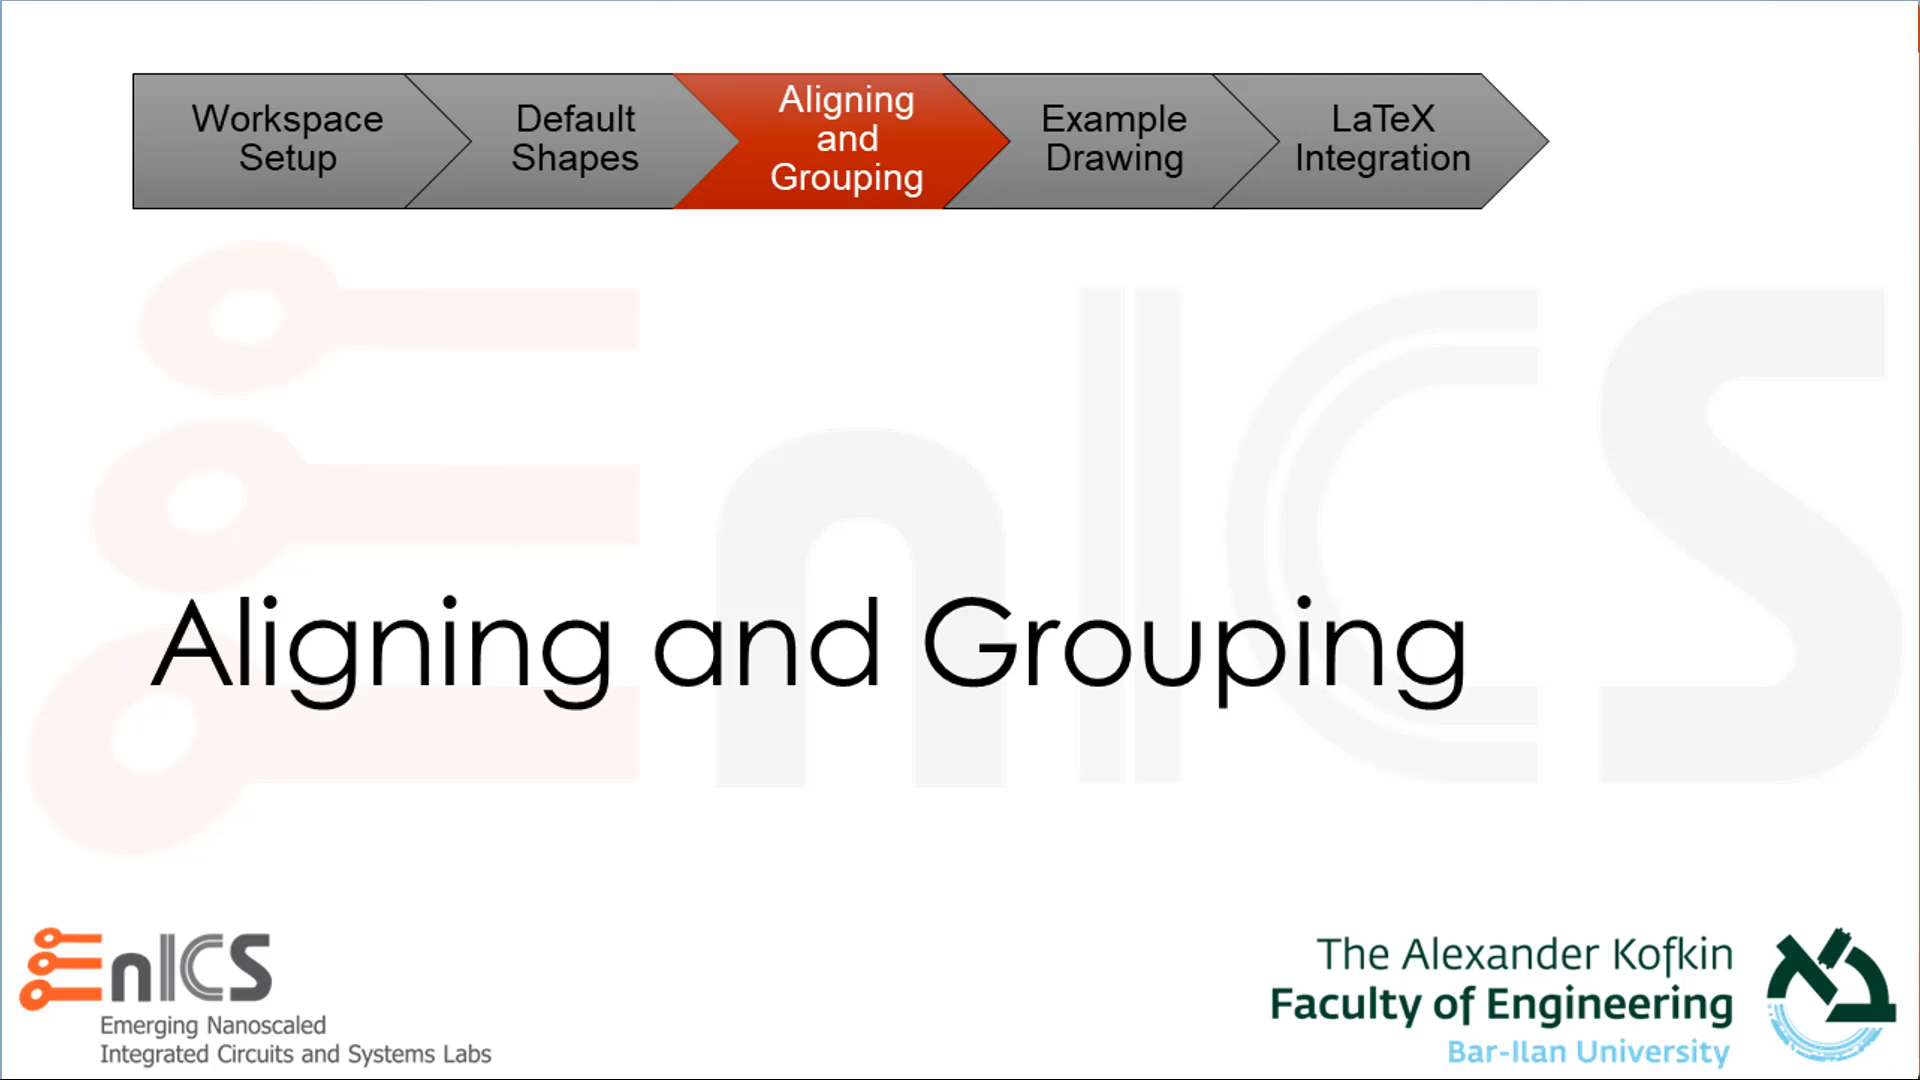 Workspace
Setup
Default
Shapes
Aligning
and
Grouping
Example
Drawing
LaTeX
Integration
Aligning and Grouping
EnICS
Emerging Nanoscaled
Integrated Circuits and Systems Labs
The Alexander Kofkin
Faculty of Engineering
Bar-Ilan University